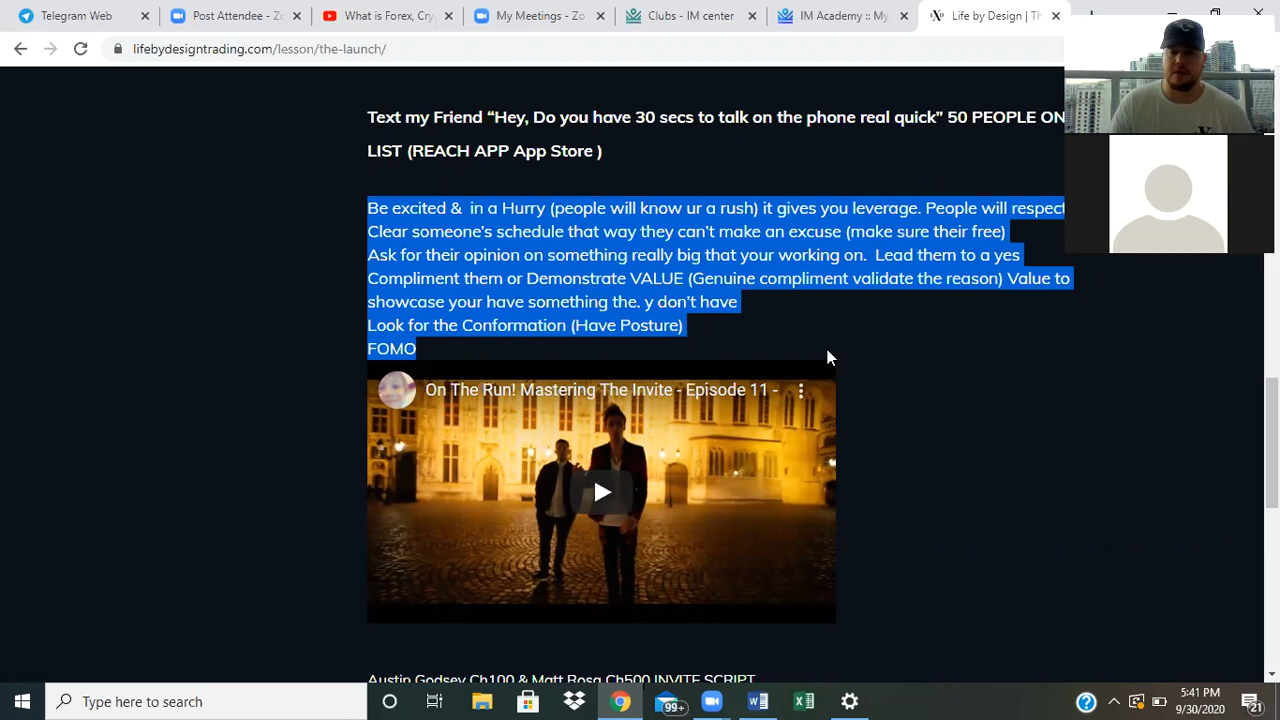 Telegram Web
Post Attendee - Zo
What is Forex, Cry
My Meetings - Zo
Clubs - IM center
IM Academy :: My
Life by Design | Th
lifebydesigntrading.com/lesson/the-launch/
Text my Friend “Hey, Do you have 30 secs to talk on the phone real quick” 50 PEOPLE ON
LIST (REACH APP App Store )
Be excited &  in a Hurry (people will know ur a rush) it gives you leverage. People will respect
Clear someone’s schedule that way they can’t make an excuse (make sure their free)
Ask for their opinion on something really big that your working on.  Lead them to a yes
Compliment them or Demonstrate VALUE (Genuine compliment validate the reason) Value to
showcase your have something the. y don’t have
Look for the Conformation (Have Posture)
FOMO
On The Run! Mastering The Invite - Episode 11 -
Austin Godsey Ch100 & Matt Rosa Ch500 INVITE SCRIPT
Type here to search
99+
5:41 PM
9/30/2020
21